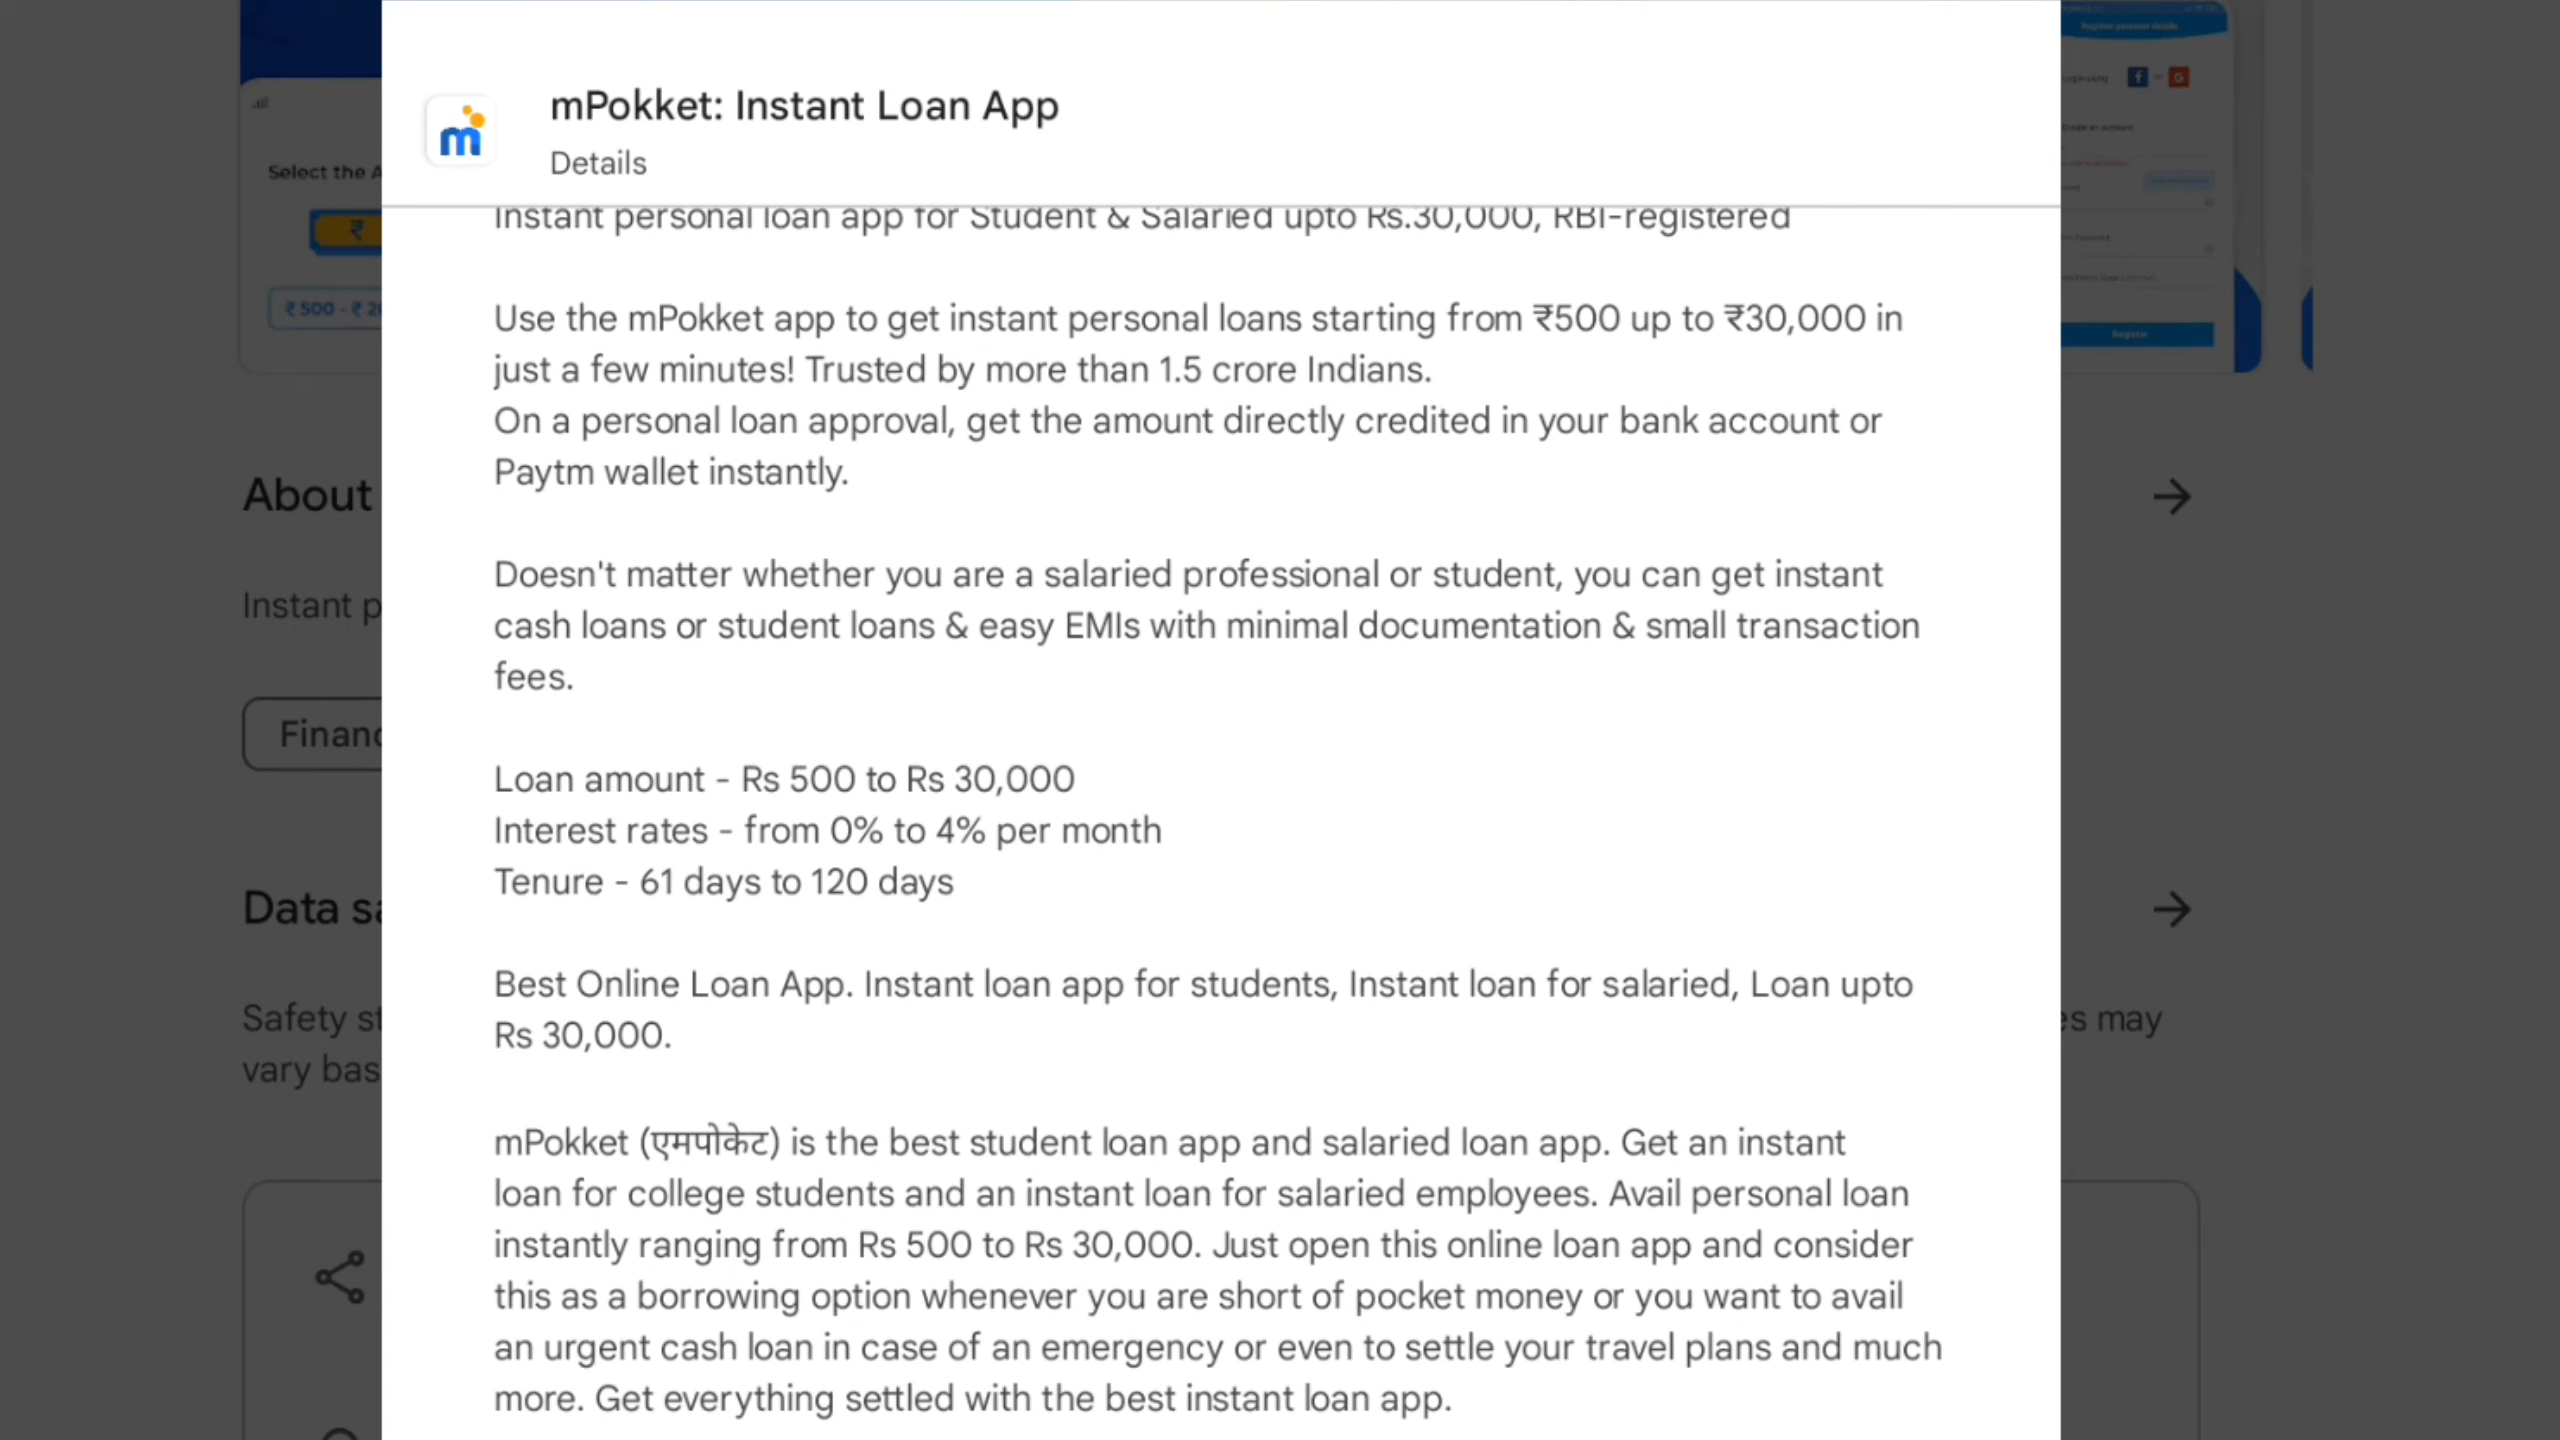 mPokket: Instant Loan App
Details
Instant personal loan app for Student & Salaried upto Rs.30,000, RBI-registered
Use the mPokket app to get instant personal loans starting from ₹500 up to ₹30,000 in
just a few minutes! Trusted by more than 1.5 crore Indians.
On a personal loan approval, get the amount directly credited in your bank account or
Paytm wallet instantly.
Doesn't matter whether you are a salaried professional or student, you can get instant
cash loans or student loans & easy EMIs with minimal documentation & small transaction
fees.
Loan amount - Rs 500 to Rs 30,000
Interest rates - from 0% to 4% per month
Tenure - 61 days to 120 days
Best Online Loan App. Instant loan app for students, Instant loan for salaried, Loan upto
Rs 30,000.
mPokket (एमपोकेट) is the best student loan app and salaried loan app. Get an instant
loan for college students and an instant loan for salaried employees. Avail personal loan
instantly ranging from Rs 500 to Rs 30,000. Just open this online loan app and consider
this as a borrowing option whenever you are short of pocket money or you want to avail
an urgent cash loan in case of an emergency or even to settle your travel plans and much
more. Get everything settled with the best instant loan app.
Select the
₹
₹ 500 - ₹
About
Instant
Data
Safety
vary
may
Register personal details
Create an account
Register